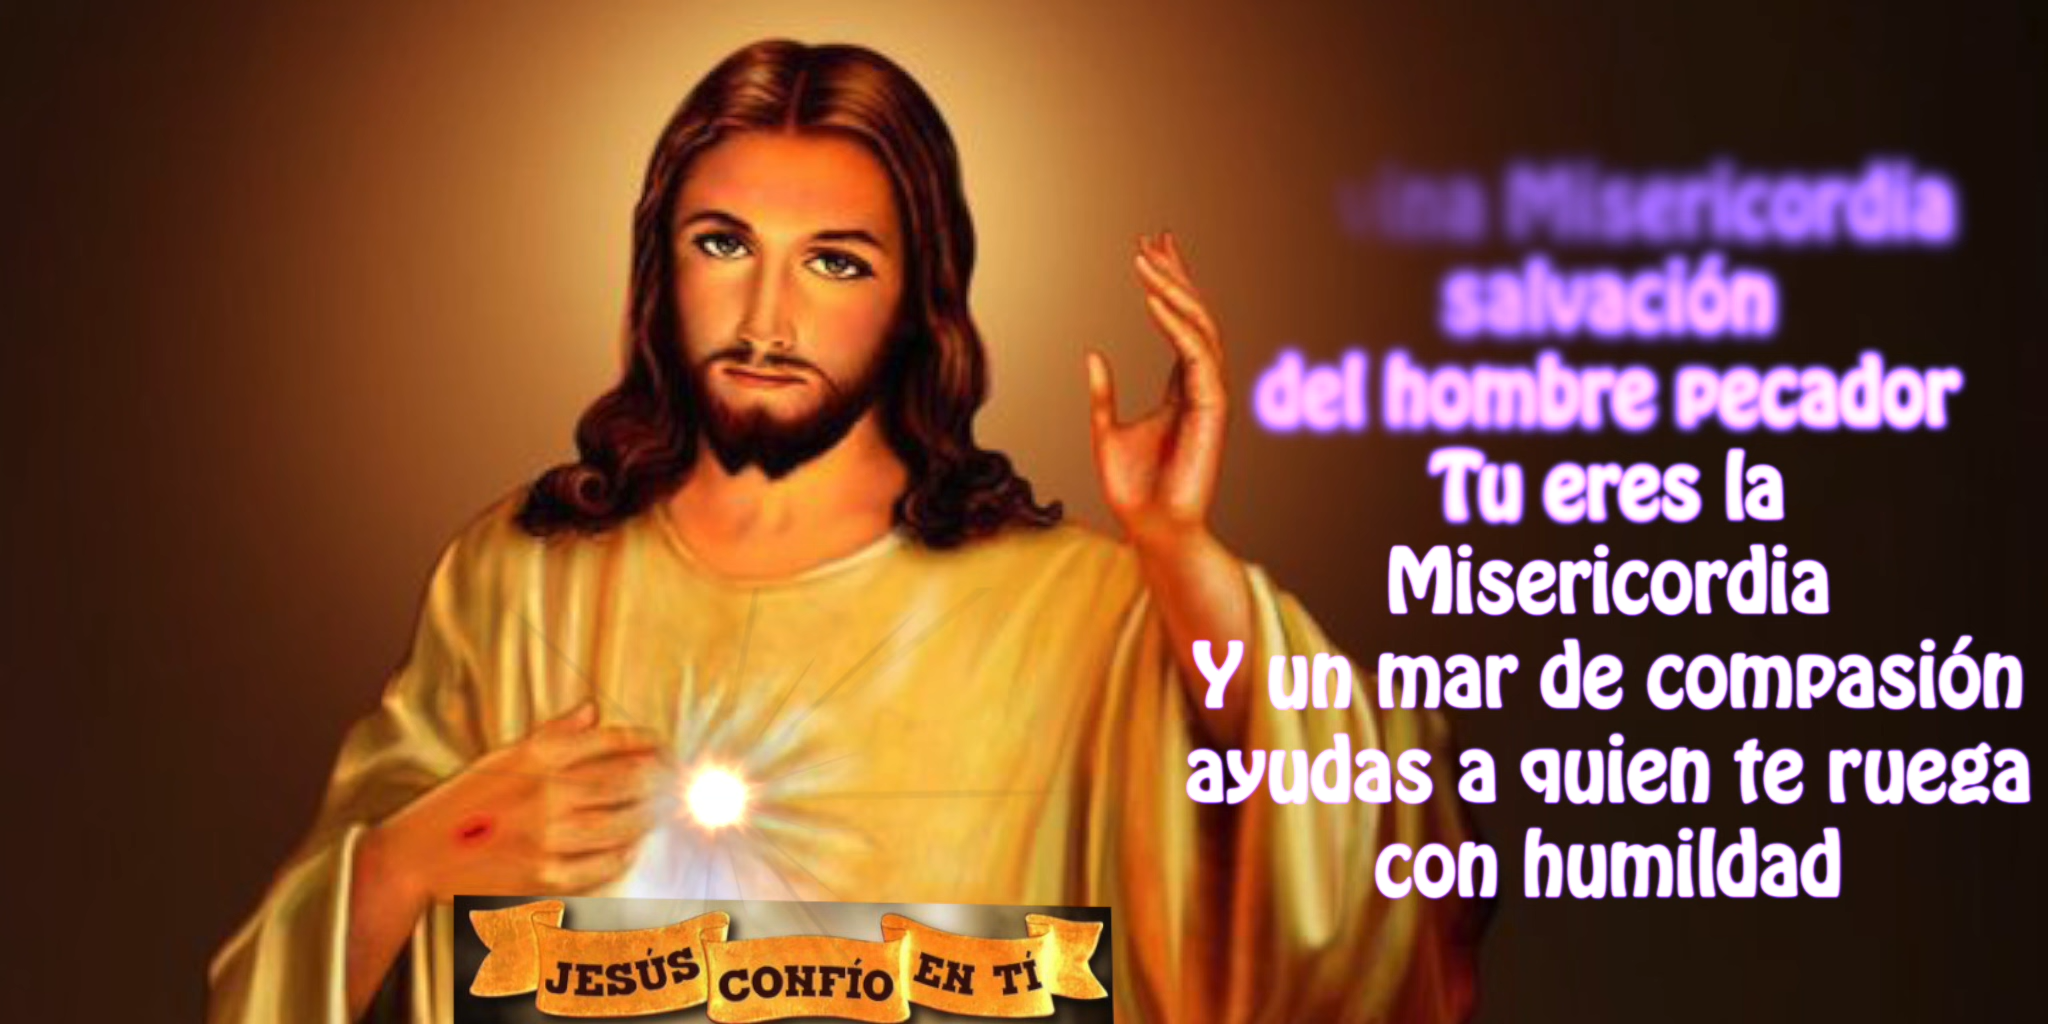 Misericordia
salvación
del hombre pecador
Tu eres la
Misericordia
Y un mar de compasión
ayudas a quien te ruega
con humildad
JESÚS CONFÍO EN TÍ